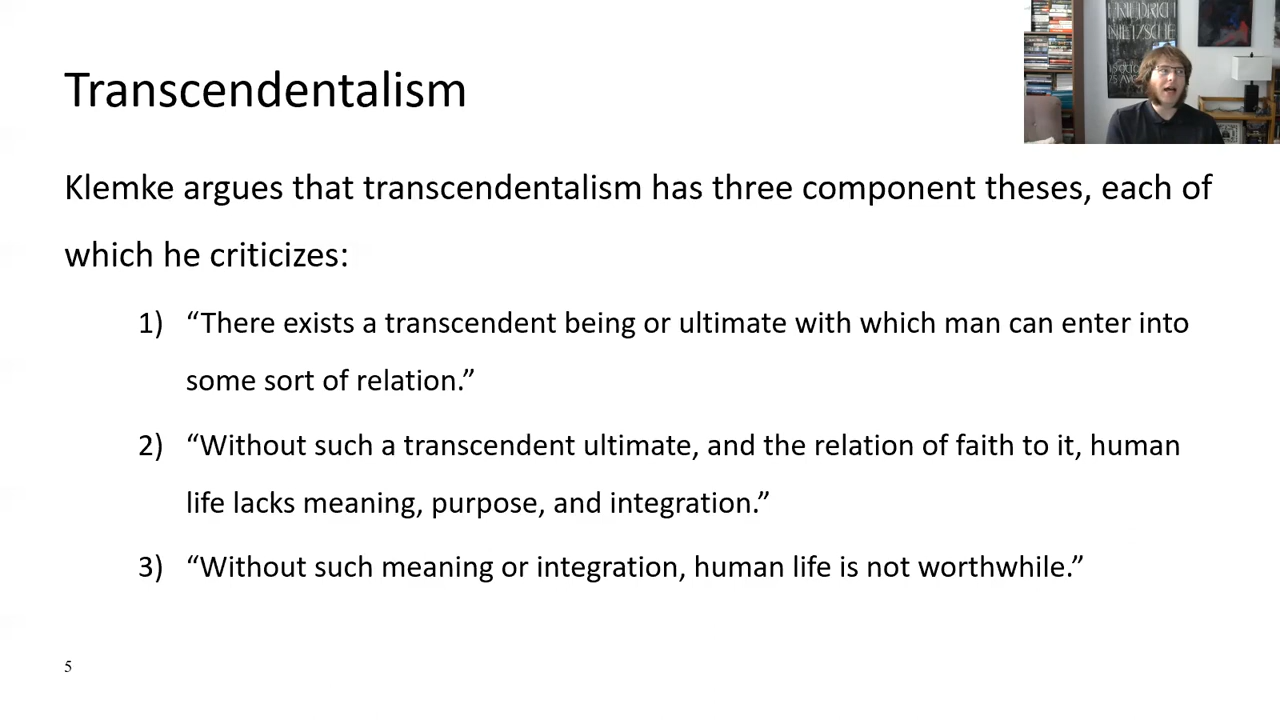 Transcendentalism
FRIEDRICH
NIETZSCHE
Klemke argues that transcendentalism has three component theses, each of
which he criticizes:
1) “There exists a transcendent being or ultimate with which man can enter into
some sort of relation.”
2) “Without such a transcendent ultimate, and the relation of faith to it, human
life lacks meaning, purpose, and integration.”
3) “Without such meaning or integration, human life is not worthwhile.”
5